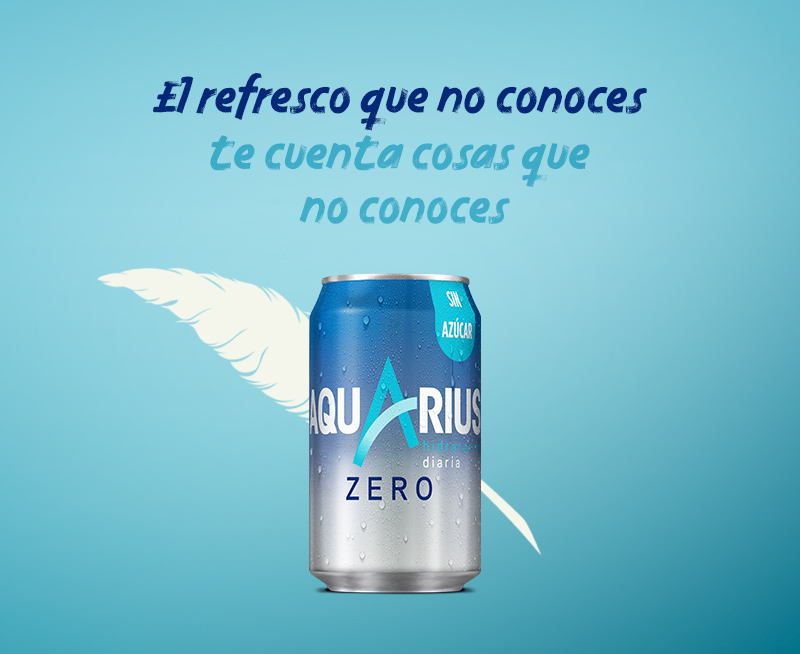 El refresco que no conoces
te cuenta cosas que
no conoces
SIN
AZÚCAR
AQUARIUS
diaria
ZERO